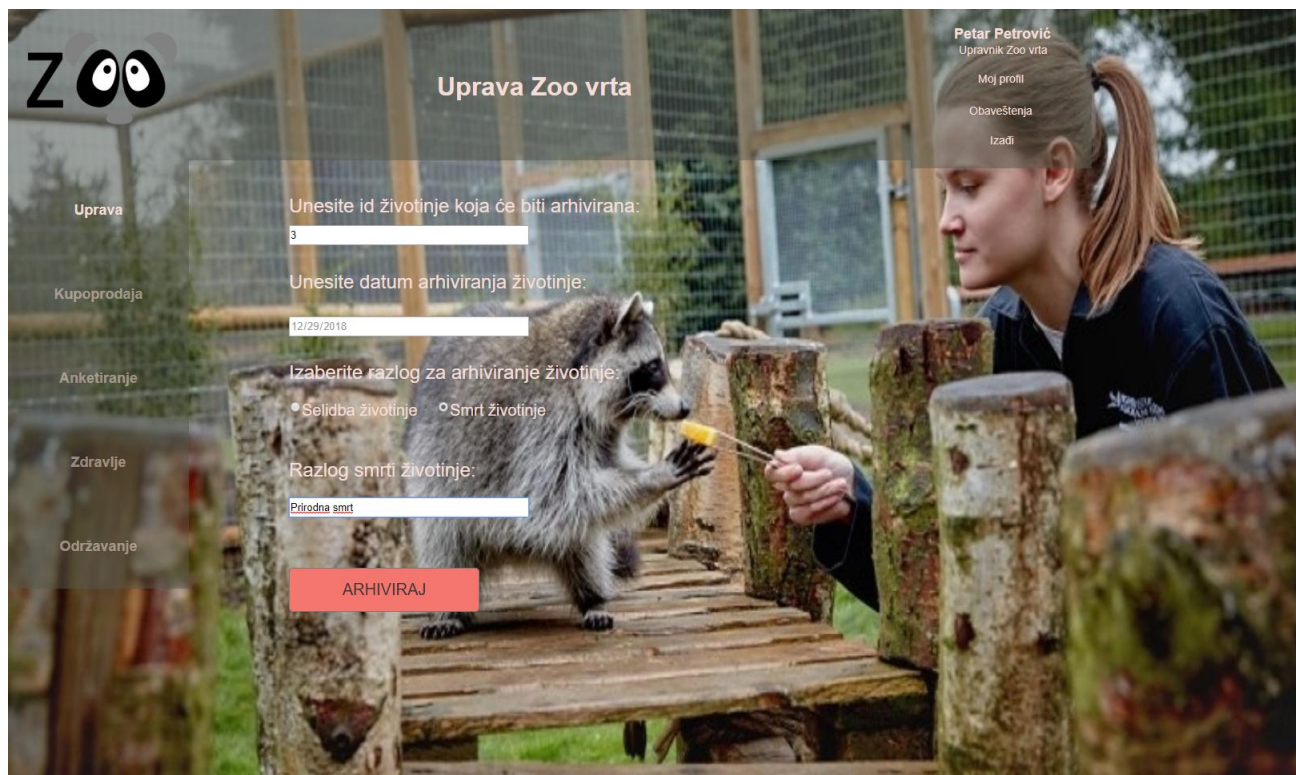 ZOO
Petar Petrović
Upravnik Zoo vrta
Moj profil
Obaveštenja
Izađi
Uprava Zoo vrta
Uprava
Kupoprodaja
Anketiranje
Zdravlje
Održavanje
Unesite id životinje koja će biti arhivirana:
3
Unesite datum arhiviranja životinje:
12/29/2018
Izaberite razlog za arhiviranje životinje:
Selidba životinje Smrt životinje
Razlog smrti životinje:
Prirodna smrt
ARHIVIRAJ